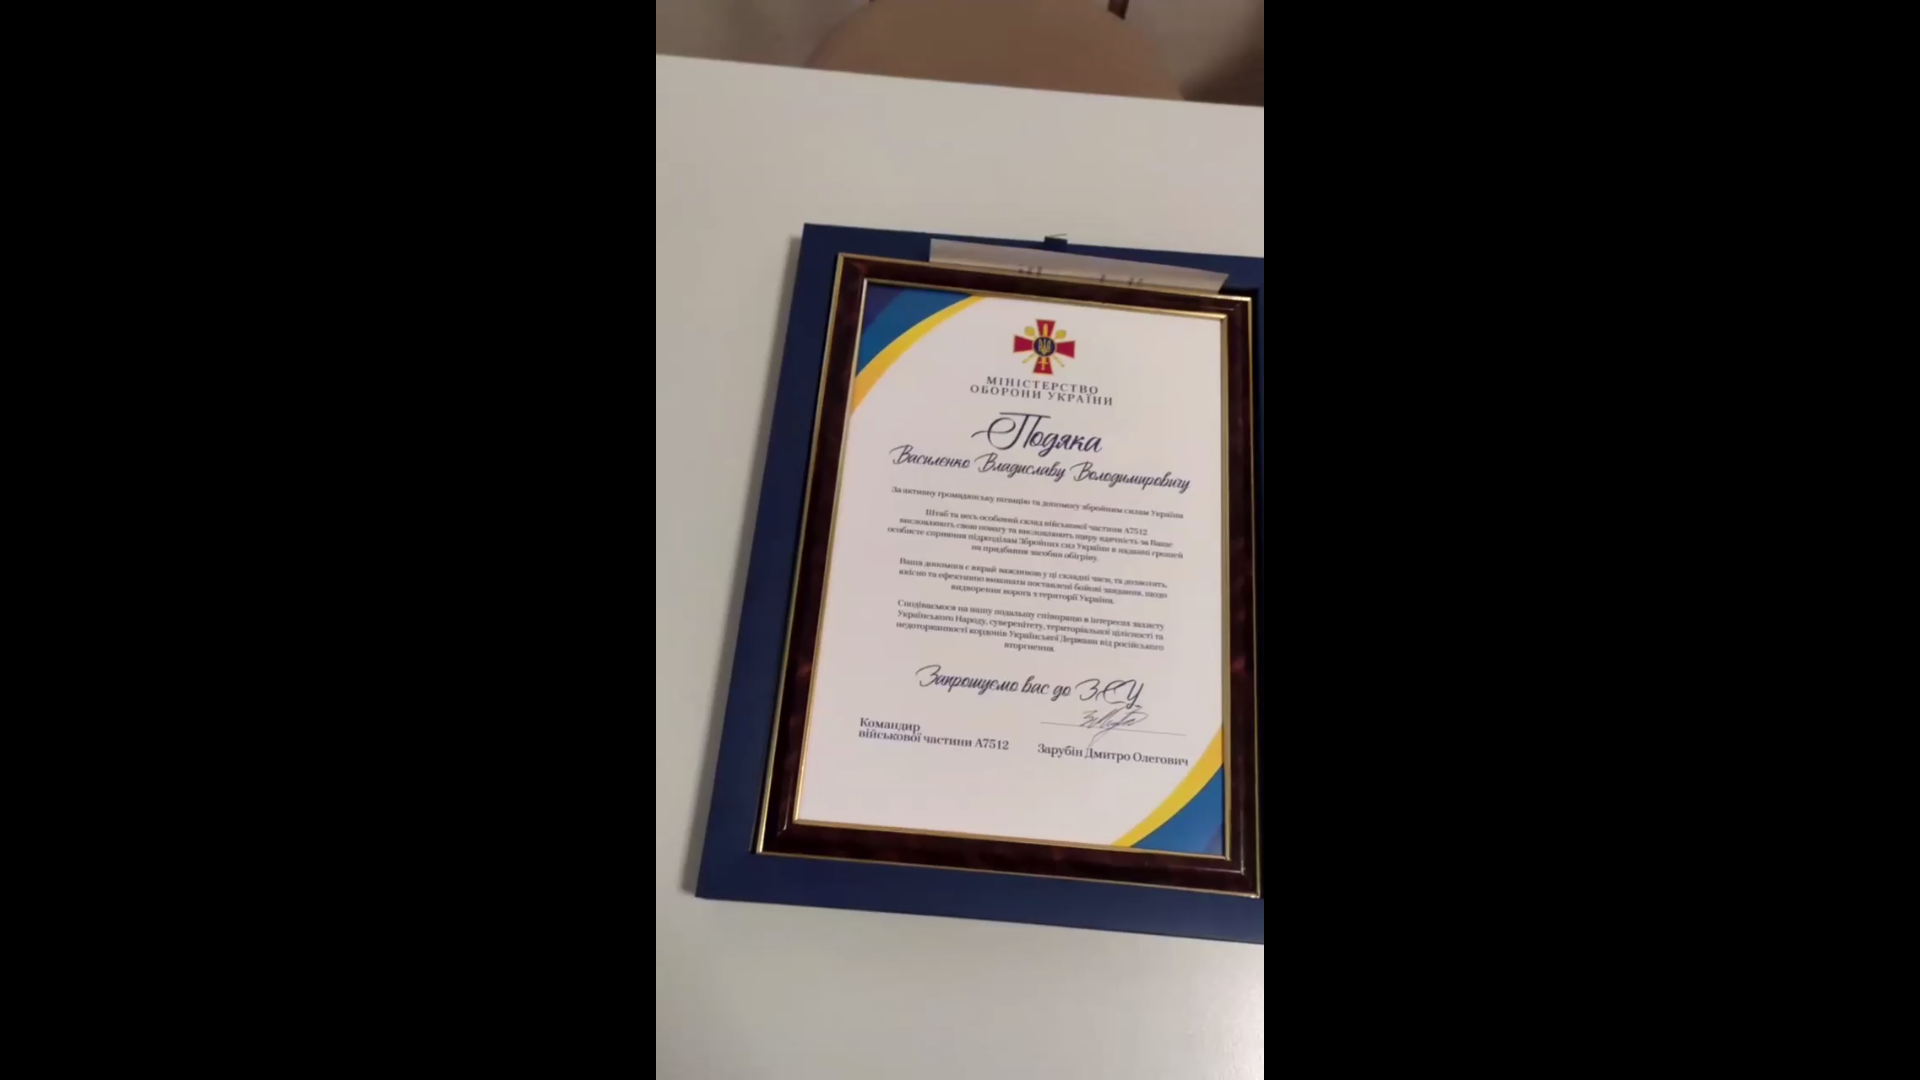 МІНІСТЕРСТВО
ОБОРОНИ УКРАЇНИ
Подяка
Василенко Владиславу Володимировичу
За активну громадянську позицію та допомогу збройним силам України
Штаб та весь особовий склад військової частини А7512
висловлюють свою повагу та висловлюють щиру вдячність за Ваше
особисте сприяння підрозділам Збройних сил України в наданні грошей
на придбання засобів обігріву.
Ваша допомога є вкрай важливою у ці складні часи, та дозволить,
якісно та ефективно виконати поставлені бойові завдання, щодо
видворення ворога з території України.
Сподіваємося на нашу подальшу співпрацю в інтересах захисту
Українського Народу, суверенітету, територіальної цілісності та
недоторканності кордонів Української Держави від російського
вторгнення
Запрошуємо вас до ЗСУ
Командир
військової частини А7512
Зарубін Дмитро Олегович